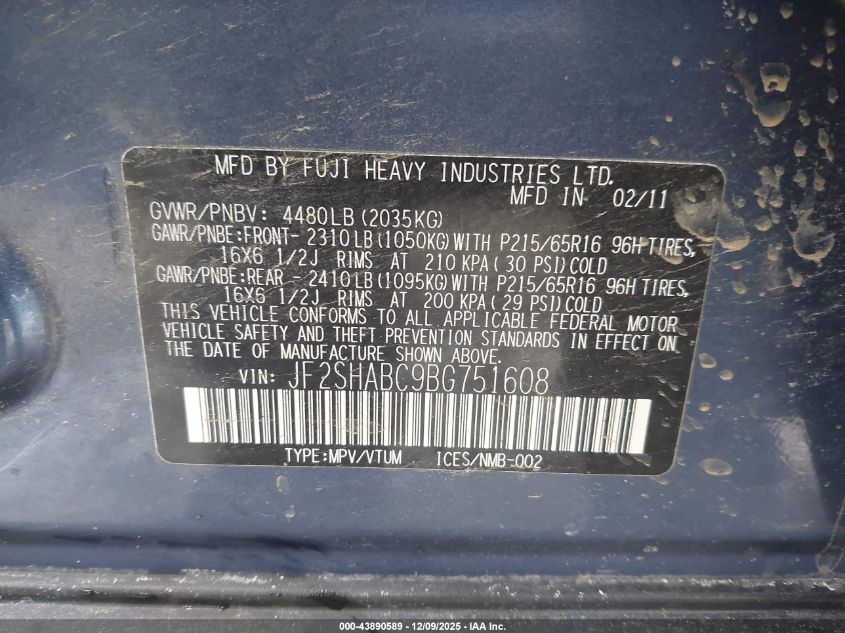 MFD BY FUJI HEAVY INDUSTRIES LTD.
MFD IN 02/11
GVWR/PNBV: 4480LB (2035KG)
GAWR/PNBE:FRONT- 2310LB (1050KG) WITH P215/65R16 96H TIRES,
16X6 1/2J RIMS AT 210 KPA ( 30 PSI) COLD
GAWR/PNBE:REAR - 2410LB (1095KG) WITH P215/65R16 96H TIRES,
16X6 1/2J RIMS AT 200 KPA ( 29 PSI) COLD
THIS VEHICLE CONFORMS TO ALL APPLICABLE FEDERAL MOTOR
VEHICLE SAFETY AND THEFT PREVENTION STANDARDS IN EFFECT ON
THE DATE OF MANUFACTURE SHOWN ABOVE.
VIN: JF2SHABC9BG751608
TYPE:MPV/VTUM ICES/NMB-002
000-43890589 - 12/09/2025 - IAA Inc.